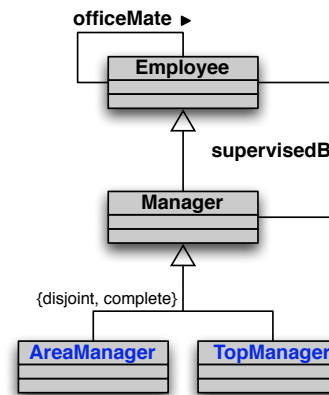 officeMate ▸
Employee
supervisedB
Manager
{disjoint, complete}
AreaManager
TopManager